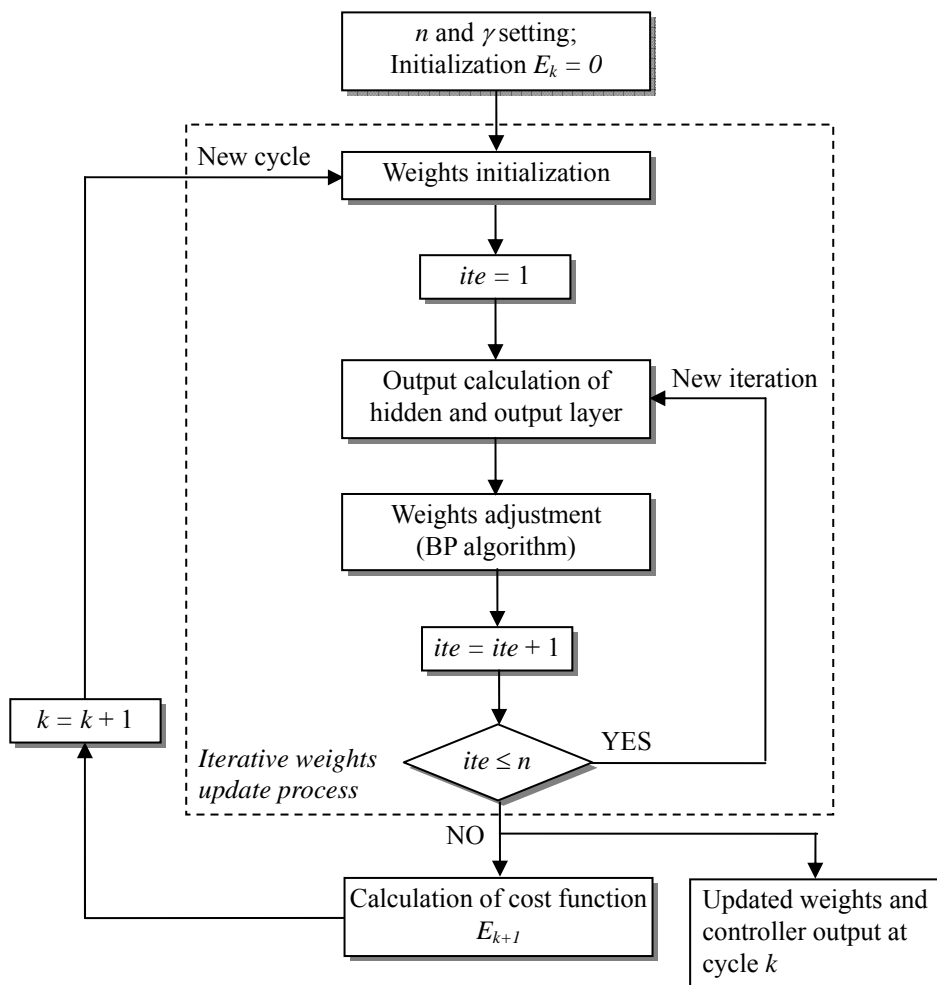 n and γ setting;
Initialization E_k = 0
New cycle
Weights initialization
ite = 1
Output calculation of
hidden and output layer
New iteration
Weights adjustment
(BP algorithm)
ite = ite + 1
k = k + 1
ite ≤ n
YES
Iterative weights
update process
NO
Calculation of cost function
E_{k+1}
Updated weights and
controller output at
cycle k